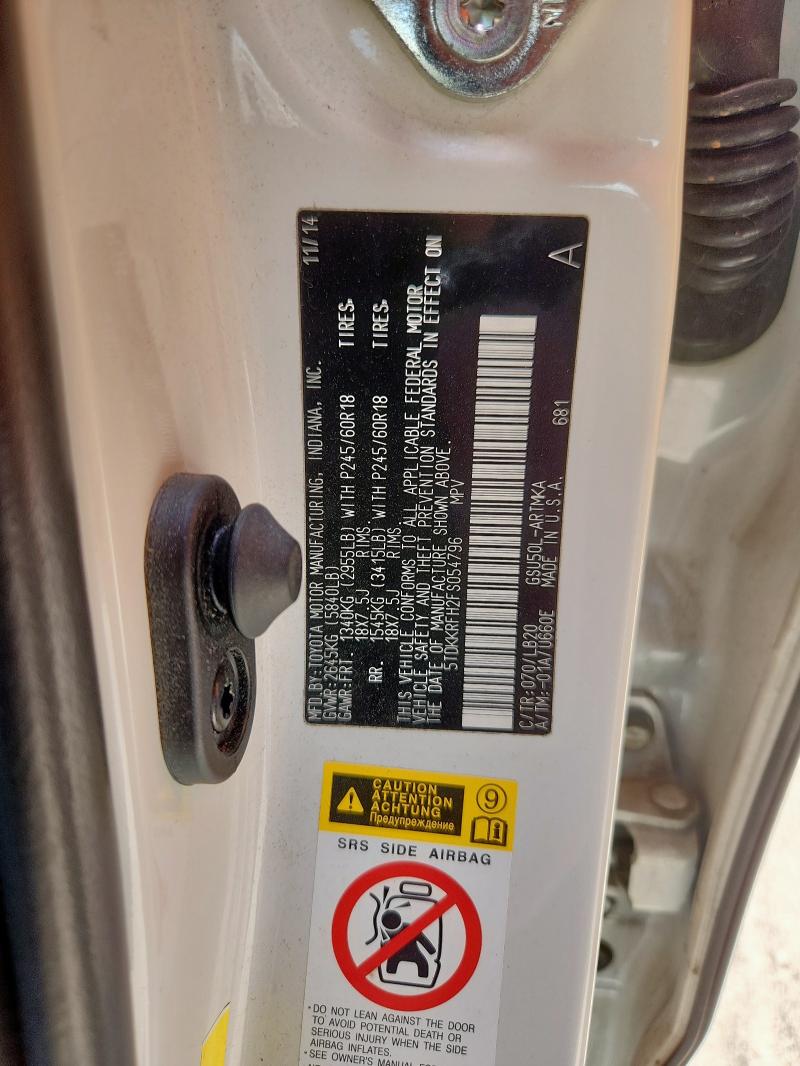 MFD.BY:TOYOTA MOTOR MANUFACTURING, INDIANA, INC. 11/14
GVWR:2645KG (5840LB)
GAWR:FRT. 1340KG (2955LB) WITH P245/60R18 TIRES.
18X7.5J RIMS.
RR. 1545KG (3415LB) WITH P245/60R18 TIRES.
18X7.5J RIMS.
THIS VEHICLE CONFORMS TO ALL APPLICABLE FEDERAL MOTOR
VEHICLE SAFETY AND THEFT PREVENTION STANDARDS IN EFFECT ON
THE DATE OF MANUFACTURE SHOWN ABOVE.
5TDKKRFH2FS054796 MPV
C/TR:070/LB20 GSU50L-ARTMKA
A/TM:-01A/U660E MADE IN U.S.A. 681 A
CAUTION
ATTENTION
ACHTUNG
Предупреждение
9
SRS SIDE AIRBAG
*DO NOT LEAN AGAINST THE DOOR
TO AVOID POTENTIAL DEATH OR
SERIOUS INJURY WHEN THE SIDE
AIRBAG INFLATES.
*SEE OWNER'S MANUAL